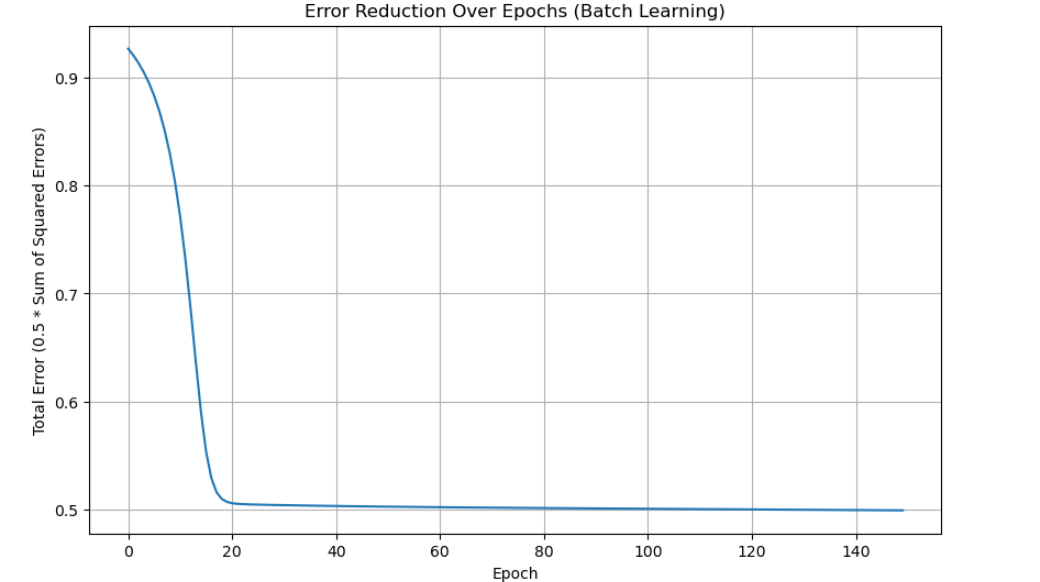 Error Reduction Over Epochs (Batch Learning)
Total Error (0.5 * Sum of Squared Errors)
0.9
0.8
0.7
0.6
0.5
0 20 40 60 80 100 120 140
Epoch